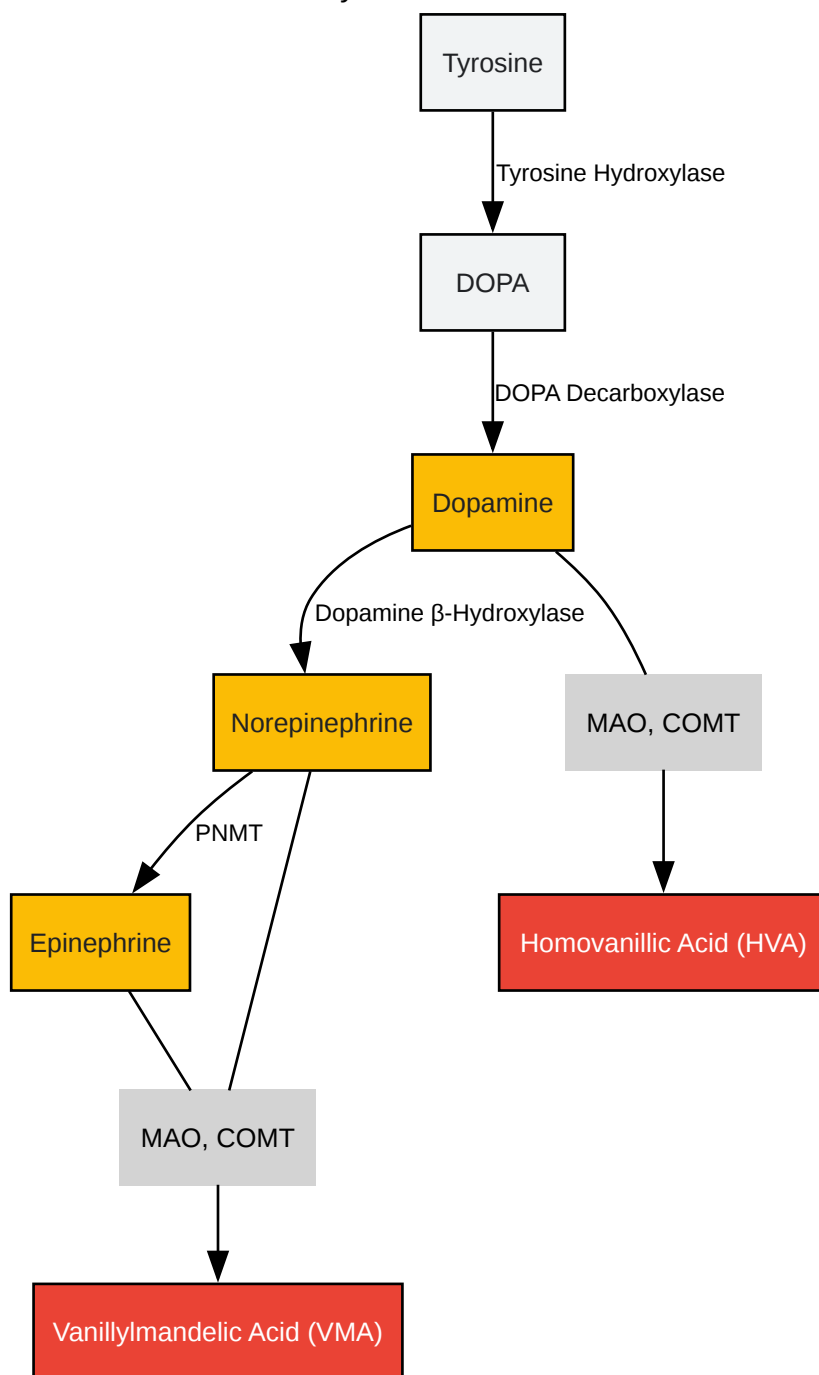 Tyrosine
Tyrosine Hydroxylase
DOPA
DOPA Decarboxylase
Dopamine
Dopamine β-Hydroxylase
Norepinephrine
MAO, COMT
PNMT
Epinephrine
Homovanillic Acid (HVA)
MAO, COMT
Vanillylmandelic Acid (VMA)